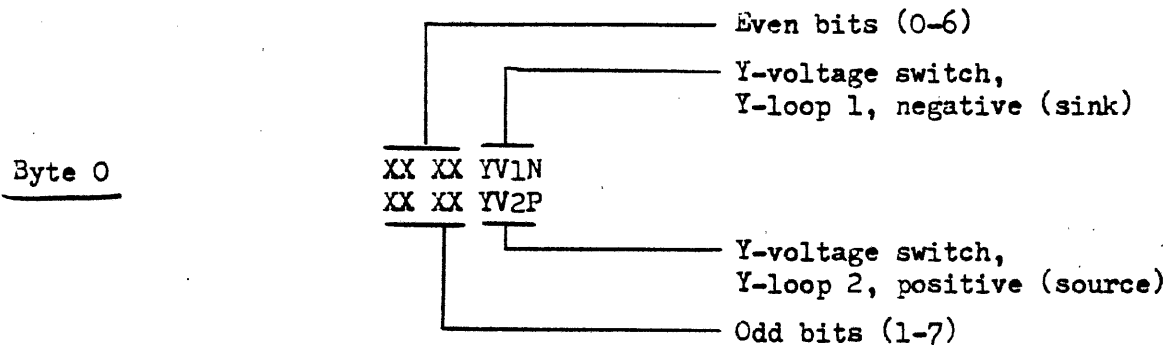 Even bits (0-6)
Y-voltage switch,
Y-loop 1, negative (sink)
Byte 0
XX XX YV1N
XX XX YV2P
Y-voltage switch,
Y-loop 2, positive (source)
Odd bits (1-7)